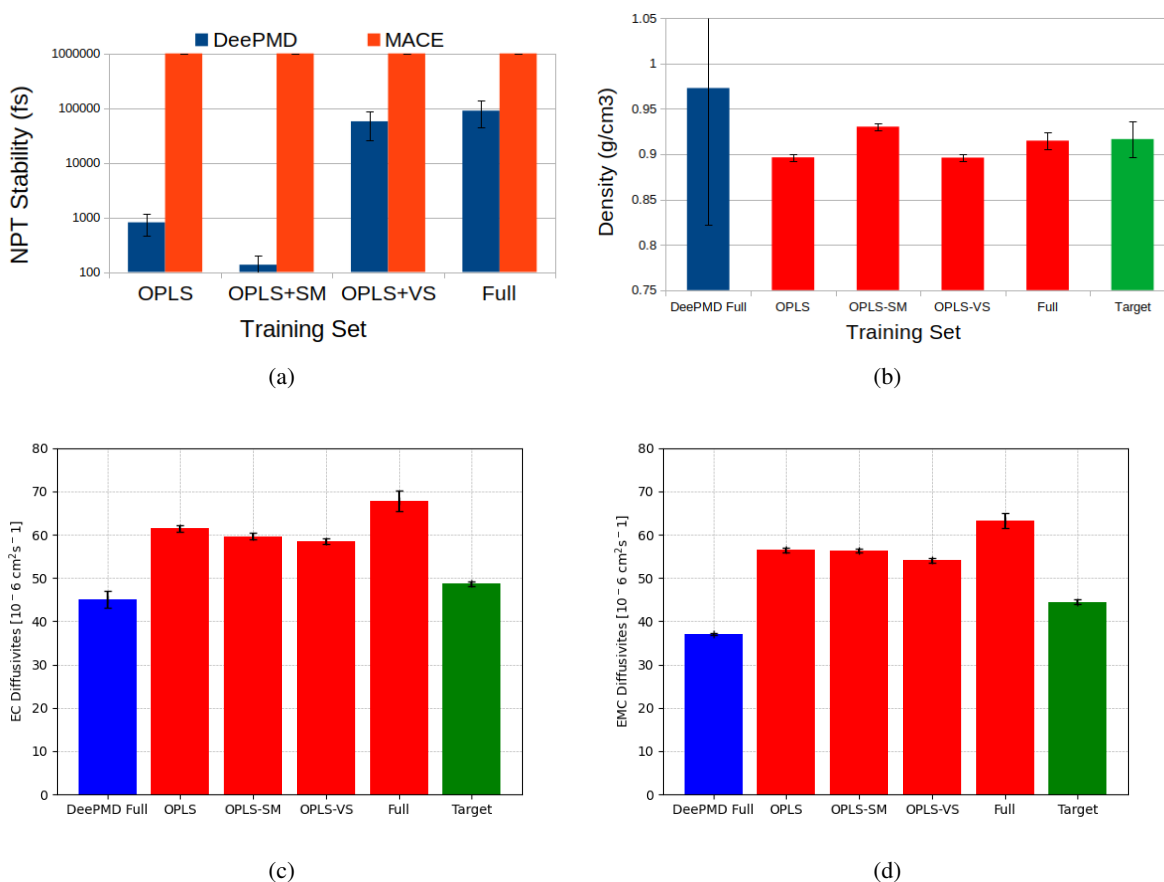 DeePMD MACE
1000000
100000
10000
1000
100
NPT Stability (fs)
OPLS OPLS+SM OPLS+VS Full
Training Set
(a)
1.05
1
0.95
0.9
0.85
0.8
0.75
Density (g/cm3)
DeePMD Full OPLS OPLS-SM OPLS-VS Full Target
Training Set
(b)
80
70
60
50
40
30
20
10
0
EC Diffusivites [10⁻ 6 cm²s⁻ 1]
DeePMD Full OPLS OPLS-SM OPLS-VS Full Target
(c)
80
70
60
50
40
30
20
10
0
EMC Diffusivites [10⁻ 6 cm²s⁻ 1]
DeePMD Full OPLS OPLS-SM OPLS-VS Full Target
(d)